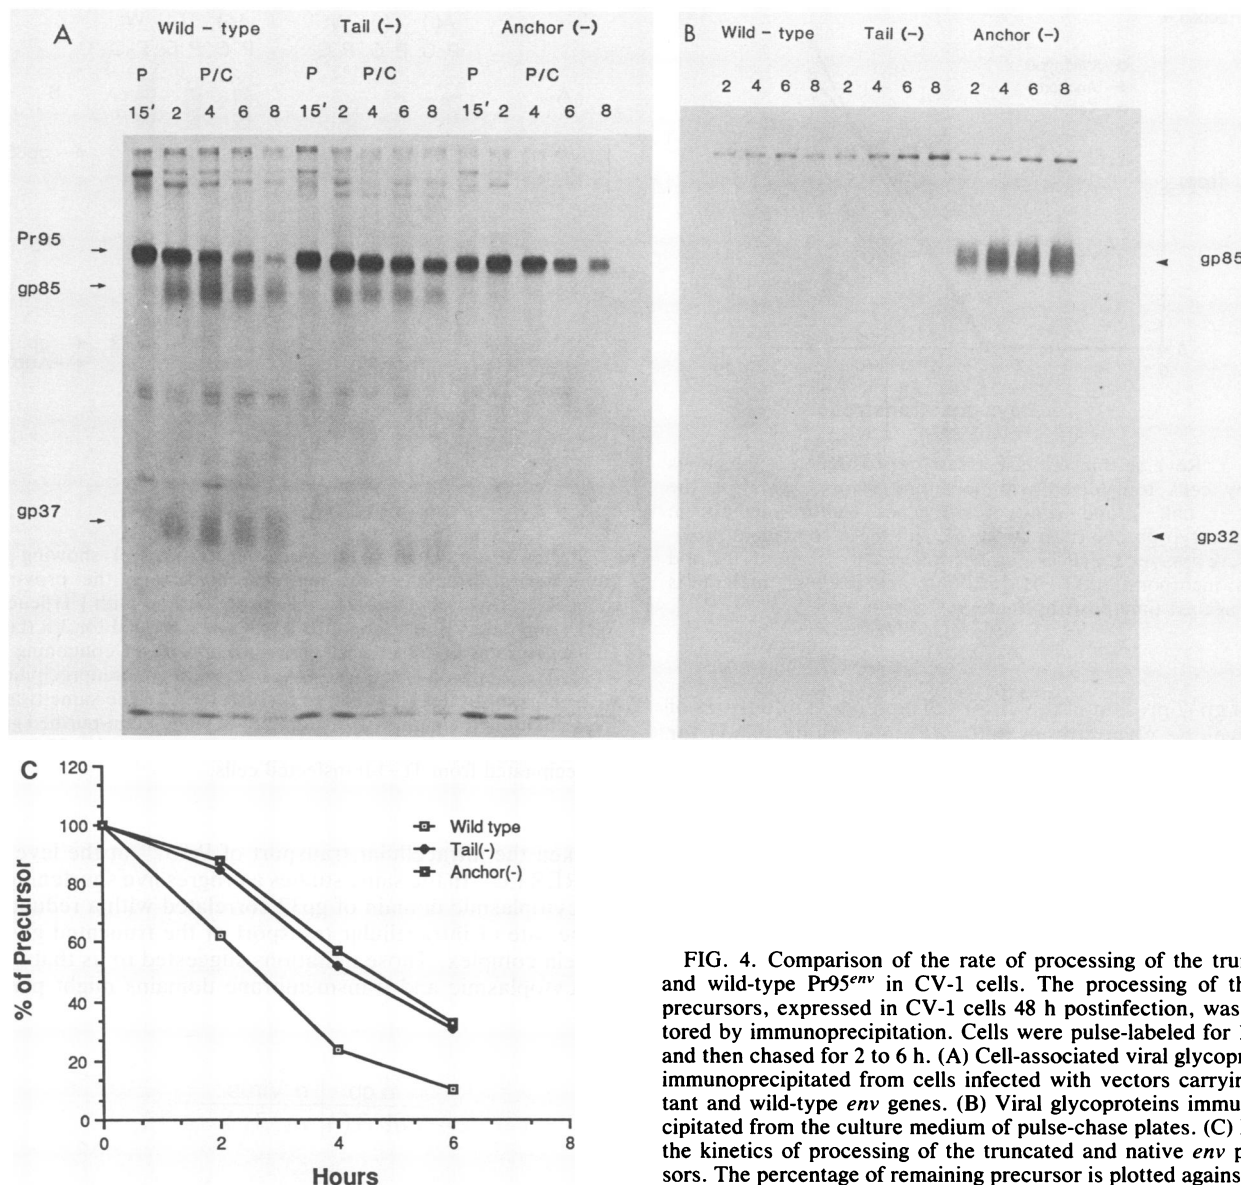 A
Wild - type Tail (-) Anchor (-)
P P/C P P/C P P/C
15' 2 4 6 8 15' 2 4 6 8 15' 2 4 6 8
Pr95
gp85
gp37
B
Wild - type Tail (-) Anchor (-)
2 4 6 8 2 4 6 8 2 4 6 8
gp85
gp32
C
% of Precursor
120
100
80
60
40
20
0
0 2 4 6 8
Hours
Wild type
Tail(-)
Anchor(-)
FIG. 4. Comparison of the rate of processing of the trun
and wild-type Pr95env in CV-1 cells. The processing of th
precursors, expressed in CV-1 cells 48 h postinfection, was
tored by immunoprecipitation. Cells were pulse-labeled for
and then chased for 2 to 6 h. (A) Cell-associated viral glycopr
immunoprecipitated from cells infected with vectors carryin
tant and wild-type env genes. (B) Viral glycoproteins immu
cipitated from the culture medium of pulse-chase plates. (C)
the kinetics of processing of the truncated and native env p
sors. The percentage of remaining precursor is plotted agains